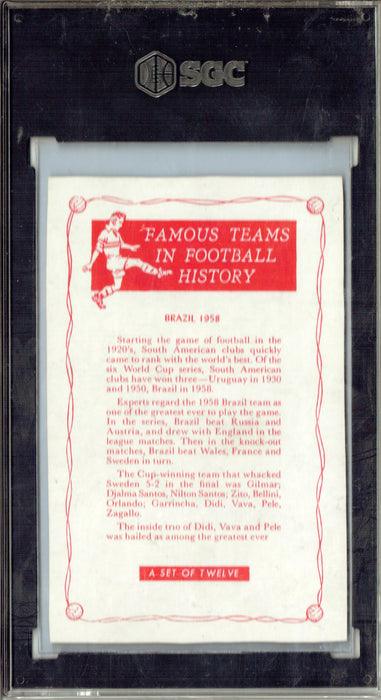 SGC
FAMOUS TEAMS
IN FOOTBALL
HISTORY
BRAZIL 1958
Starting the game of football in the
1920's, South American clubs quickly
came to rank with the world's best. Of the
six World Cup series, South American
clubs have won three—Uruguay in 1930
and 1950, Brazil in 1958.
Experts regard the 1958 Brazil team as
one of the greatest ever to play the game.
In the series, Brazil beat Russia and
Austria, and drew with England in the
league matches. Then in the knock-out
matches, Brazil beat Wales, France and
Sweden in turn.
The Cup-winning team that whacked
Sweden 5-2 in the final was Gilmar;
Djalma Santos, Nilton Santos; Zito, Bellini,
Orlando; Garrincha, Didi, Vava, Pele,
Zagallo.
The inside trio of Didi, Vava and Pele
was hailed as among the greatest ever
A SET OF TWELVE